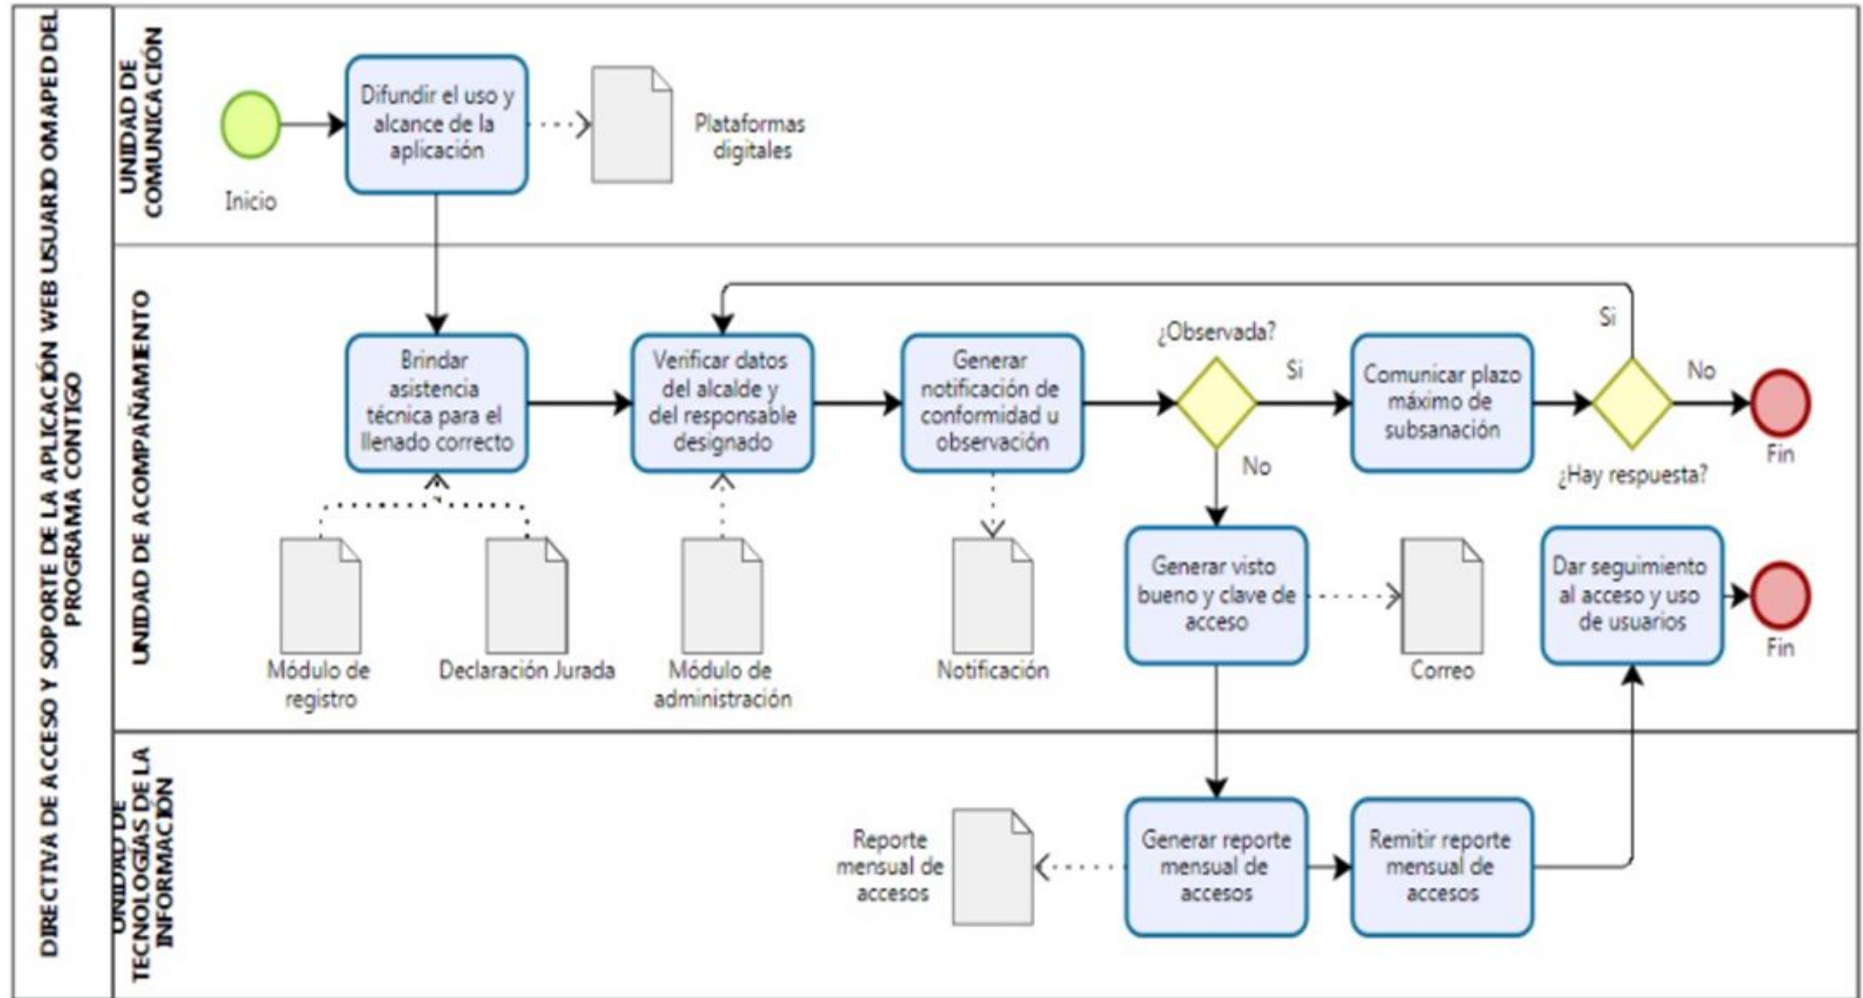 DIRECTIVA DE ACCESO Y SOPORTE DE LA APLICACIÓN WEB USUARIO OMAPED DEL
PROGRAMA CONTIGO
UNIDAD DE
COMUNICACIÓN
Inicio
Difundir el uso y
alcance de la
aplicación
Plataformas
digitales
UNIDAD DE ACOMPAÑAMIENTO
Brindar
asistencia
técnica para el
llenado correcto
Verificar datos
del alcalde y
del responsable
designado
Generar
notificación de
conformidad u
observación
¿Observada?
Si
No
Comunicar plazo
máximo de
subsanación
Si
No
¿Hay respuesta?
Fin
Módulo de
registro
Declaración Jurada
Módulo de
administración
Notificación
Generar visto
bueno y clave de
acceso
Correo
Dar seguimiento
al acceso y uso
de usuarios
Fin
UNIDAD DE
TECNOLOGÍAS DE LA
INFORMACIÓN
Reporte
mensual de
accesos
Generar reporte
mensual de
accesos
Remitir reporte
mensual de
accesos